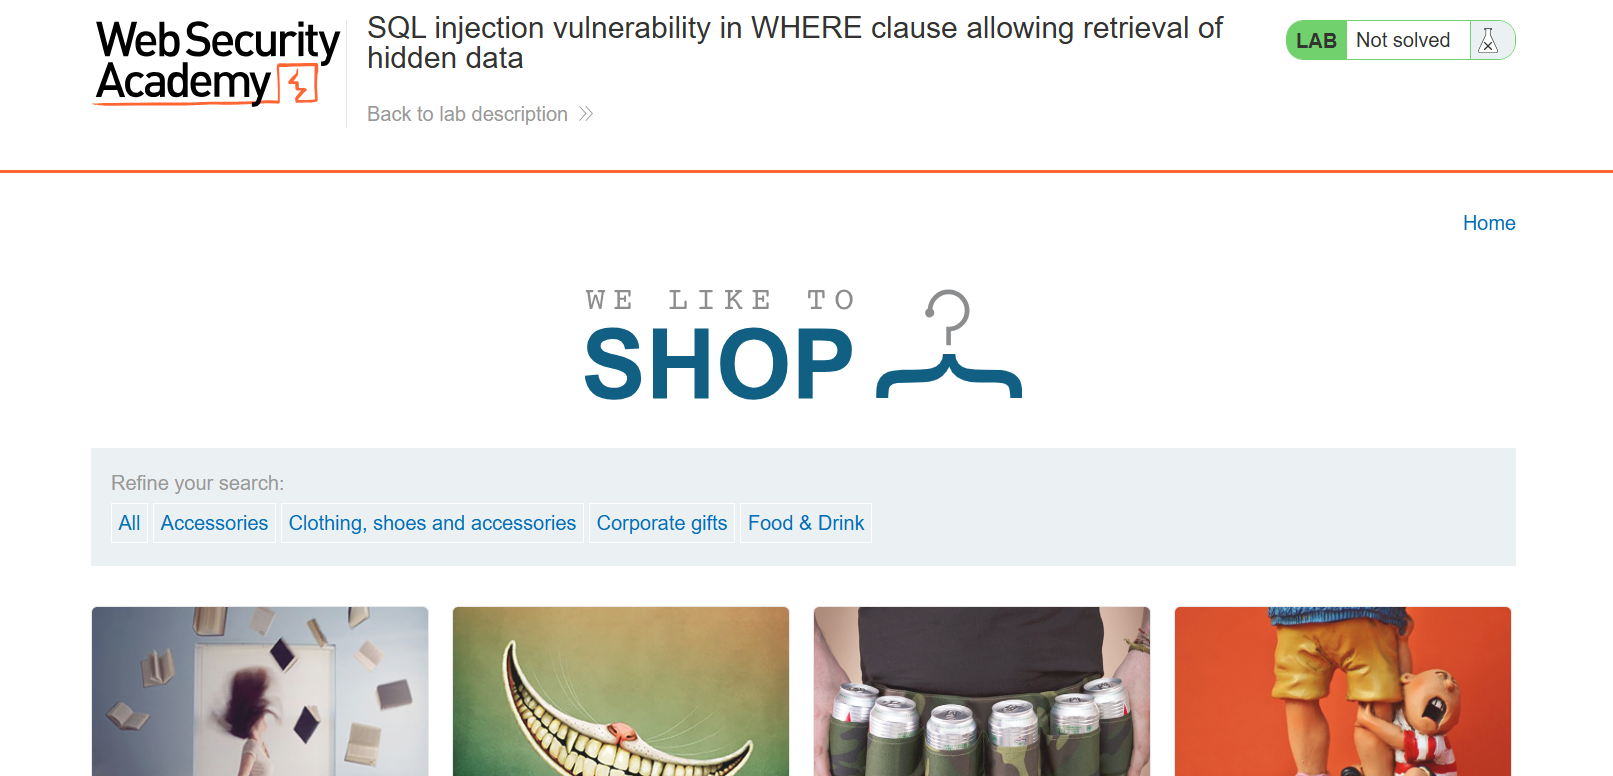 Web Security
Academy
SQL injection vulnerability in WHERE clause allowing retrieval of
hidden data
Back to lab description
LAB Not solved
Home
WE LIKE TO
SHOP
Refine your search:
All Accessories Clothing, shoes and accessories Corporate gifts Food & Drink